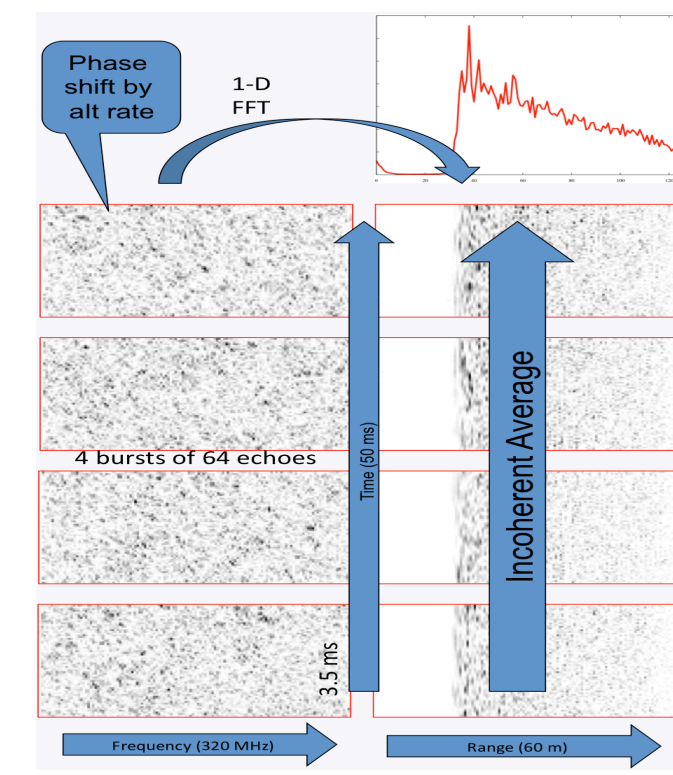 Phase
shift by
alt rate
1-D
FFT
0 20 40 60 80 100 120
4 bursts of 64 echoes
Time (50 ms)
Incoherent Average
3.5 ms
Frequency (320 MHz)
Range (60 m)